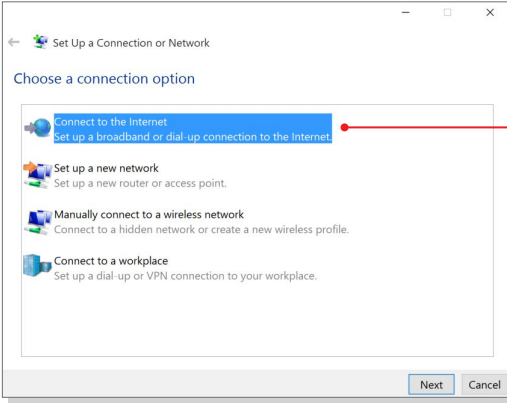 Set Up a Connection or Network
Choose a connection option
Connect to the Internet
Set up a broadband or dial-up connection to the Internet.
Set up a new network
Set up a new router or access point.
Manually connect to a wireless network
Connect to a hidden network or create a new wireless profile.
Connect to a workplace
Set up a dial-up or VPN connection to your workplace.
Next Cancel